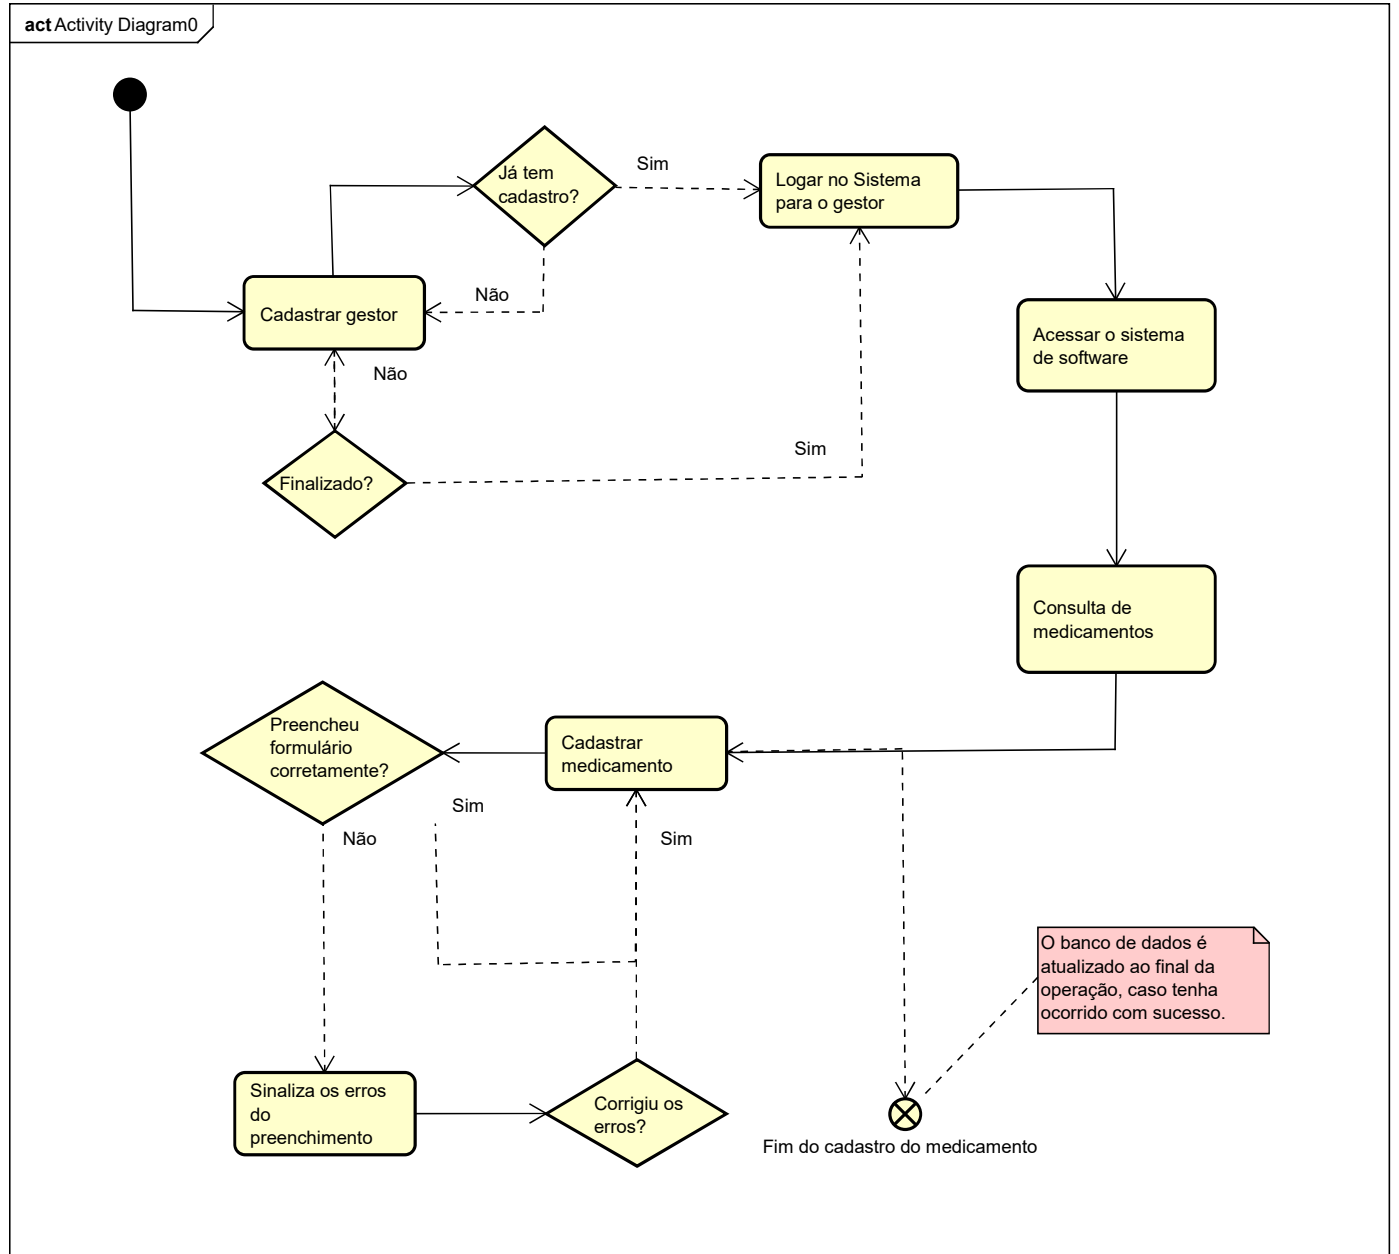 act Activity Diagram0
Já tem
cadastro?
Sim
Logar no Sistema
para o gestor
Não
Cadastrar gestor
Acessar o sistema
de software
Não
Sim
Finalizado?
Consulta de
medicamentos
Preencheu
formulário
corretamente?
Cadastrar
medicamento
Sim
Não
Sim
O banco de dados é
atualizado ao final da
operação, caso tenha
ocorrido com sucesso.
Sinaliza os erros
do
preenchimento
Corrigiu os
erros?
Fim do cadastro do medicamento